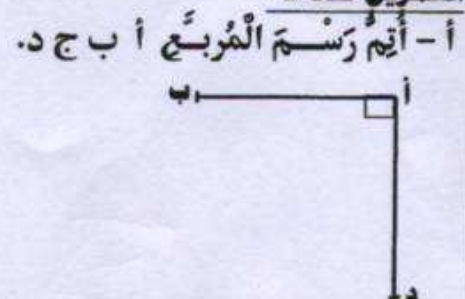 أ - أُتِمُّ رَسْمَ الْمُرَبَّعِ أ ب ج د.
أ
ب
د